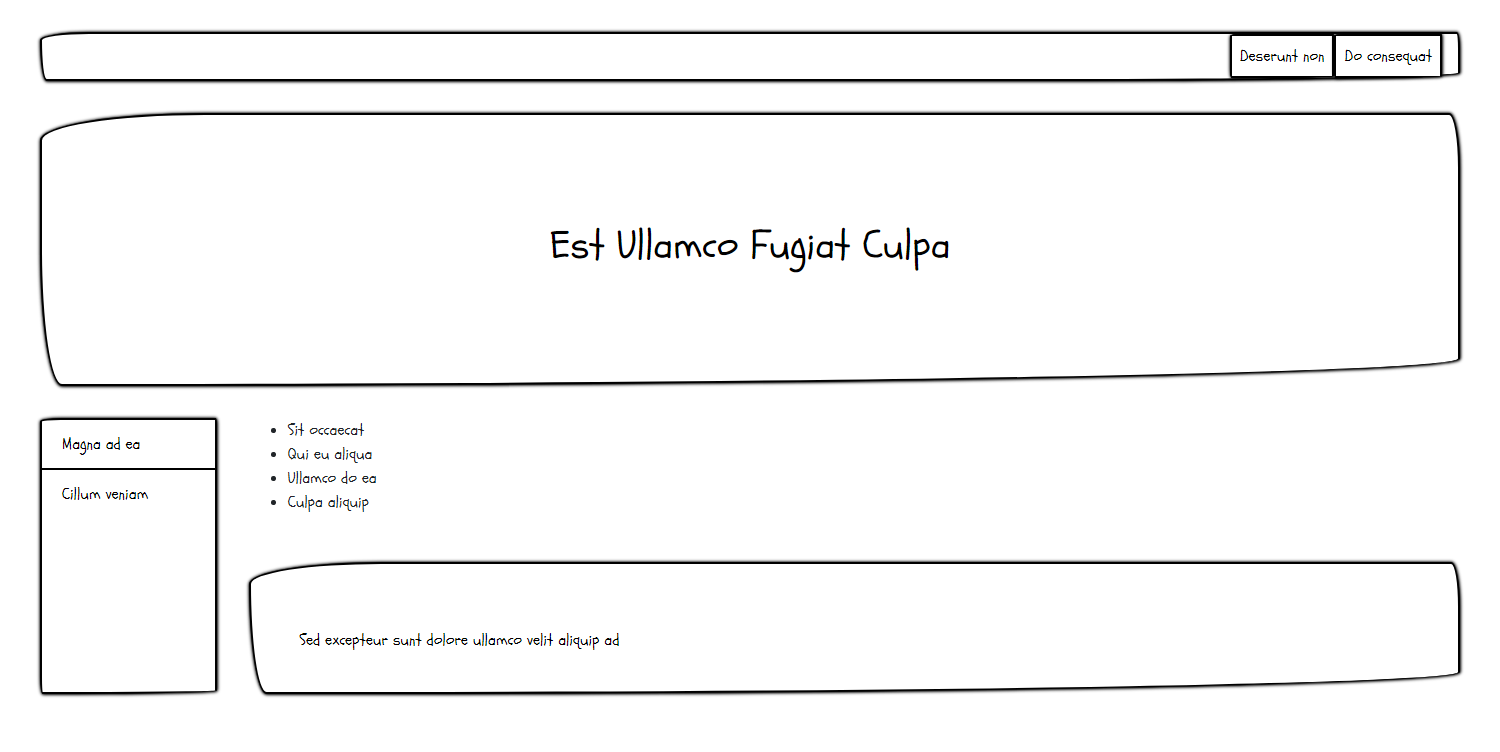 Deserunt non Do consequat
Est Ullamco Fugiat Culpa
Magna ad ea
Cillum veniam
Sit occaecat
Qui eu aliqua
Ullamco do ea
Culpa aliquip
Sed excepteur sunt dolore ullamco velit aliquip ad